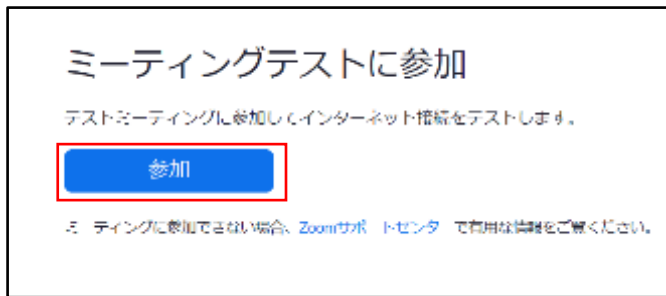 ミーティングテストに参加
テストミーティングに参加してインターネット接続をテストします。
参加
ミーティングに参加できない場合、Zoomサポートセンターで有用な情報をご覧ください。